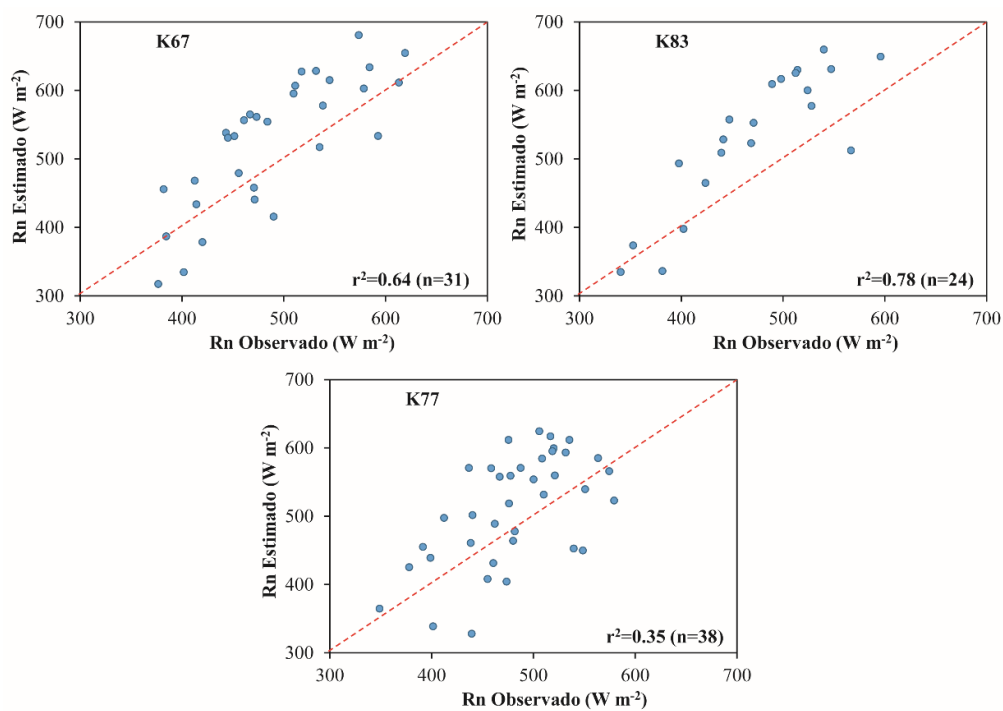 K67
Rn Estimado (W m-2)
700
600
500
400
300
r2=0.64 (n=31)
300 400 500 600 700
Rn Observado (W m-2)
K83
Rn Estimado (W m-2)
700
600
500
400
300
r2=0.78 (n=24)
300 400 500 600 700
Rn Observado (W m-2)
K77
Rn Estimado (W m-2)
700
600
500
400
300
r2=0.35 (n=38)
300 400 500 600 700
Rn Observado (W m-2)